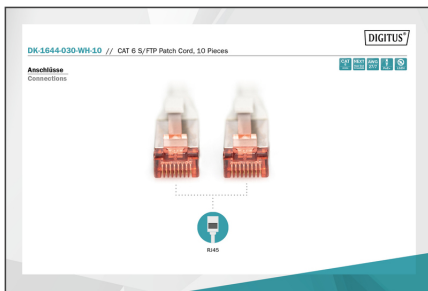 DIGITUS®
DK-1644-030-WH-10 // CAT 6 S/FTP Patch Cord, 10 Pieces
Anschlüsse
Connections
RJ45